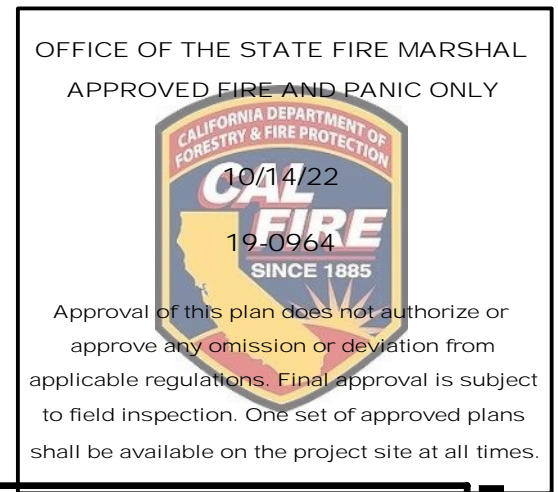 OFFICE OF THE STATE FIRE MARSHAL
APPROVED FIRE AND PANIC ONLY
CALIFORNIA DEPARTMENT OF
FORESTRY & FIRE PROTECTION
10/14/22
CAL
FIRE
19-0964
SINCE 1885
Approval of this plan does not authorize or
approve any omission or deviation from
applicable regulations. Final approval is subject
to field inspection. One set of approved plans
shall be available on the project site at all times.